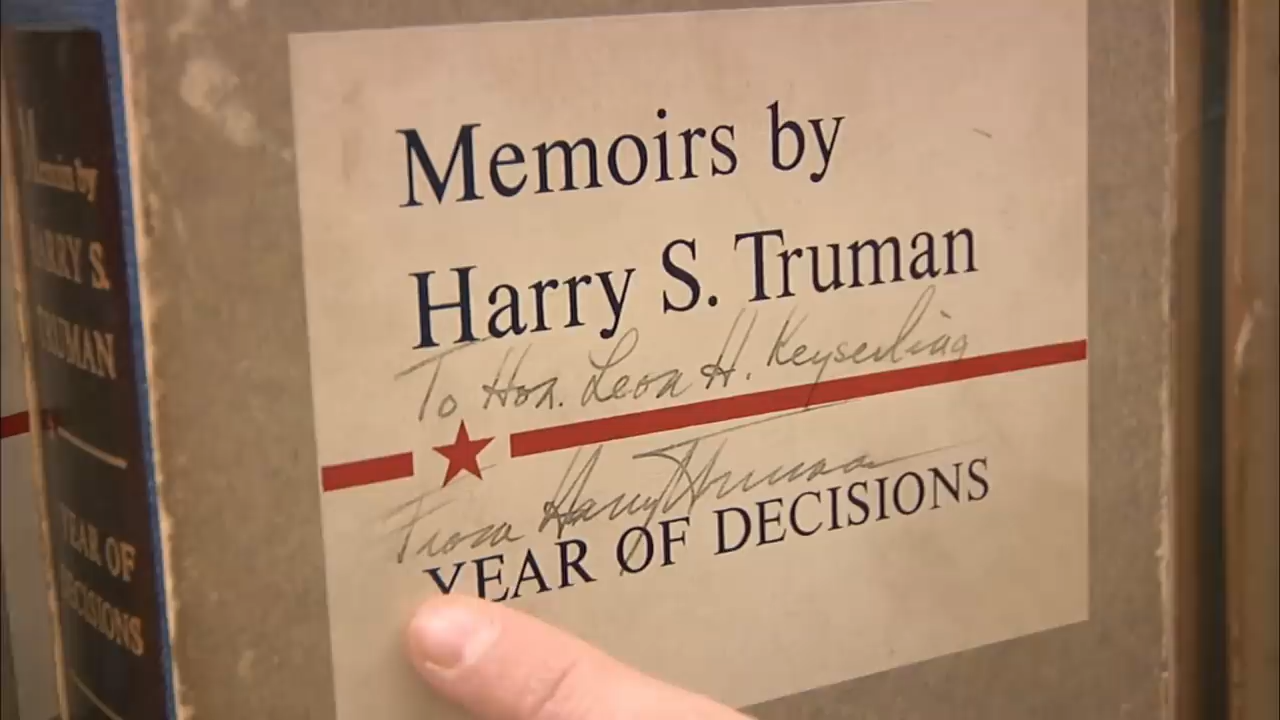 Memoirs by
HARRY S.
TRUMAN
YEAR OF
DECISIONS
Memoirs by
Harry S. Truman
To Hon. Leon H. Keyserling
From Harry Truman
YEAR OF DECISIONS